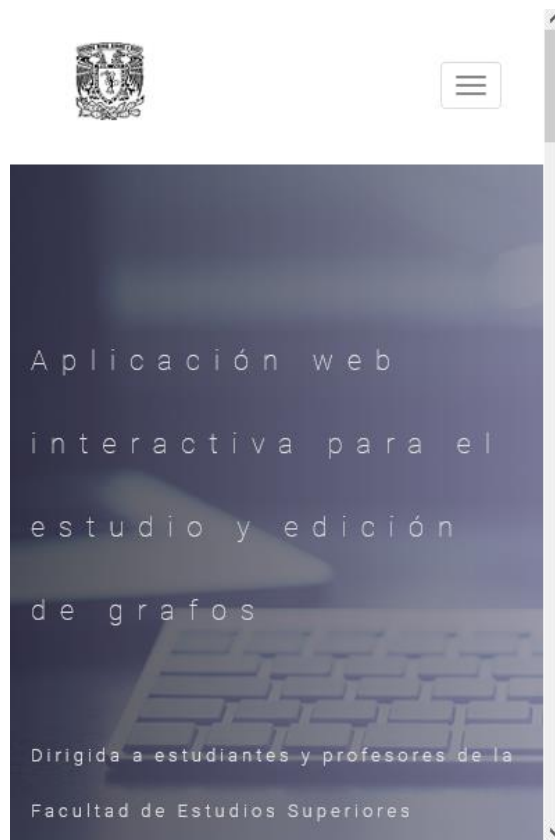 Aplicación web
interactiva para el
estudio y edición
de grafos
Dirigida a estudiantes y profesores de la
Facultad de Estudios Superiores